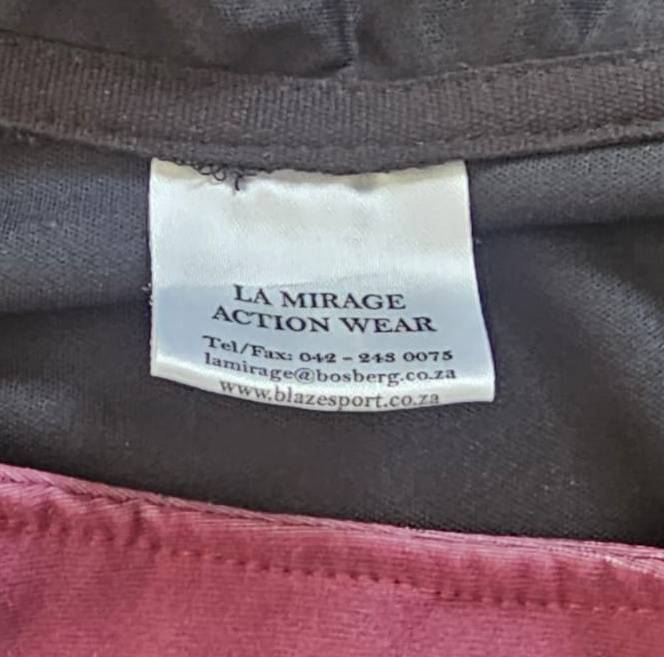 LA MIRAGE
ACTION WEAR
Tel/Fax: 042 - 243 0075
lamirage@bosberg.co.za
www.blazesport.co.za